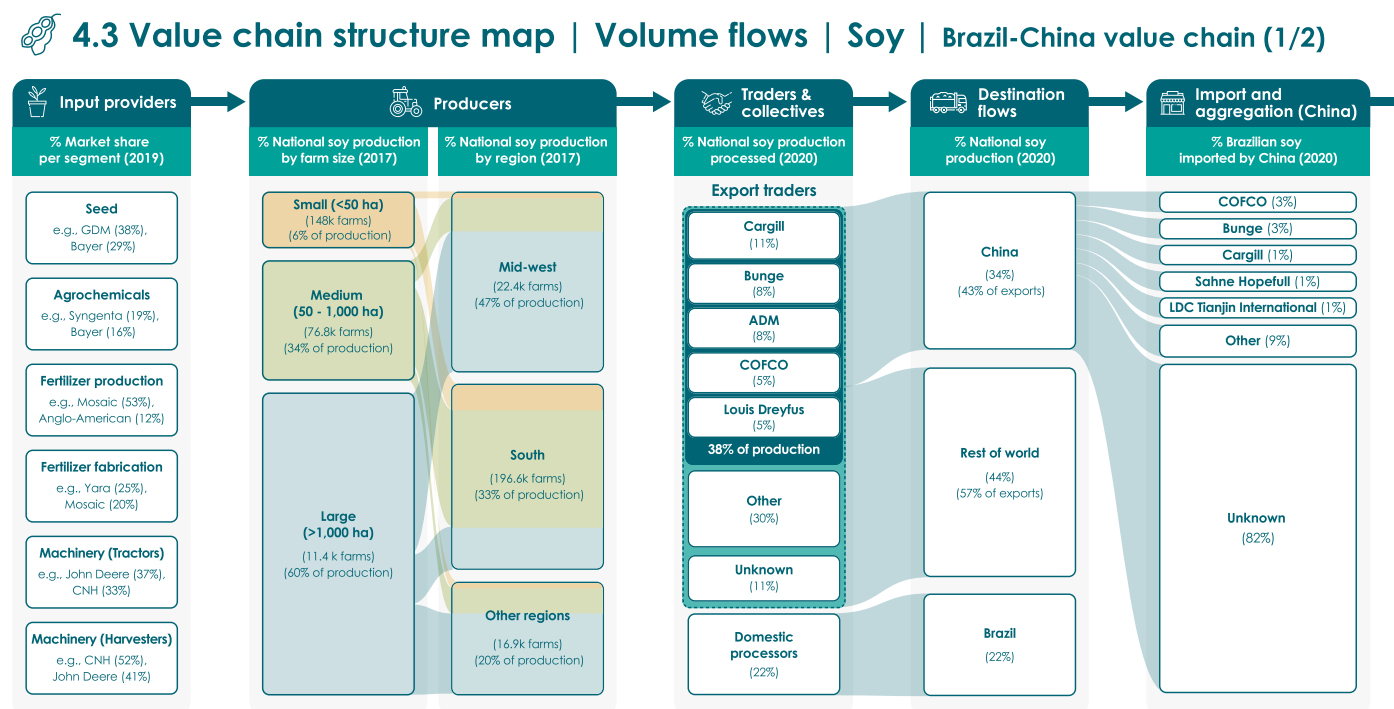 4.3 Value chain structure map | Volume flows | Soy | Brazil-China value chain (1/2)
Input providers
% Market share
per segment (2019)
Seed
e.g., GDM (38%),
Bayer (29%)
Agrochemicals
e.g., Syngenta (19%),
Bayer (16%)
Fertilizer production
e.g., Mosaic (53%),
Anglo-American (12%)
Fertilizer fabrication
e.g., Yara (25%),
Mosaic (20%)
Machinery (Tractors)
e.g., John Deere (37%),
CNH (33%)
Machinery (Harvesters)
e.g., CNH (52%),
John Deere (41%)
Producers
% National soy production
by farm size (2017)
Small (<50 ha)
(148k farms)
(6% of production)
Medium
(50 - 1,000 ha)
(76.8k farms)
(34% of production)
Large
(>1,000 ha)
(11.4 k farms)
(60% of production)
% National soy production
by region (2017)
Mid-west
(22.4k farms)
(47% of production)
South
(196.6k farms)
(33% of production)
Other regions
(16.9k farms)
(20% of production)
Traders &
collectives
% National soy production
processed (2020)
Export traders
Cargill
(11%)
Bunge
(8%)
ADM
(8%)
COFCO
(5%)
Louis Dreyfus
(5%)
38% of production
Other
(30%)
Unknown
(11%)
Domestic
processors
(22%)
Destination
flows
% National soy
production (2020)
China
(34%)
(43% of exports)
Rest of world
(44%)
(57% of exports)
Brazil
(22%)
Import and
aggregation (China)
% Brazilian soy
imported by China (2020)
COFCO (3%)
Bunge (3%)
Cargill (1%)
Sahne Hopefull (1%)
LDC Tianjin International (1%)
Other (9%)
Unknown
(82%)